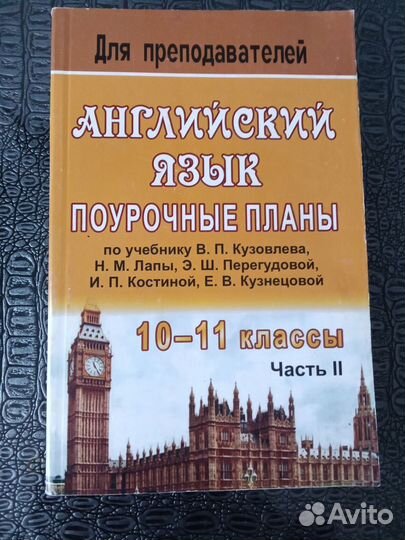 Для преподавателей
АНГЛИЙСКИЙ
ЯЗЫК
ПОУРОЧНЫЕ ПЛАНЫ
по учебнику В. П. Кузовлева,
Н. М. Лапы, Э. Ш. Перегудовой,
И. П. Костиной, Е. В. Кузнецовой
10–11 классы
Часть II
Avito